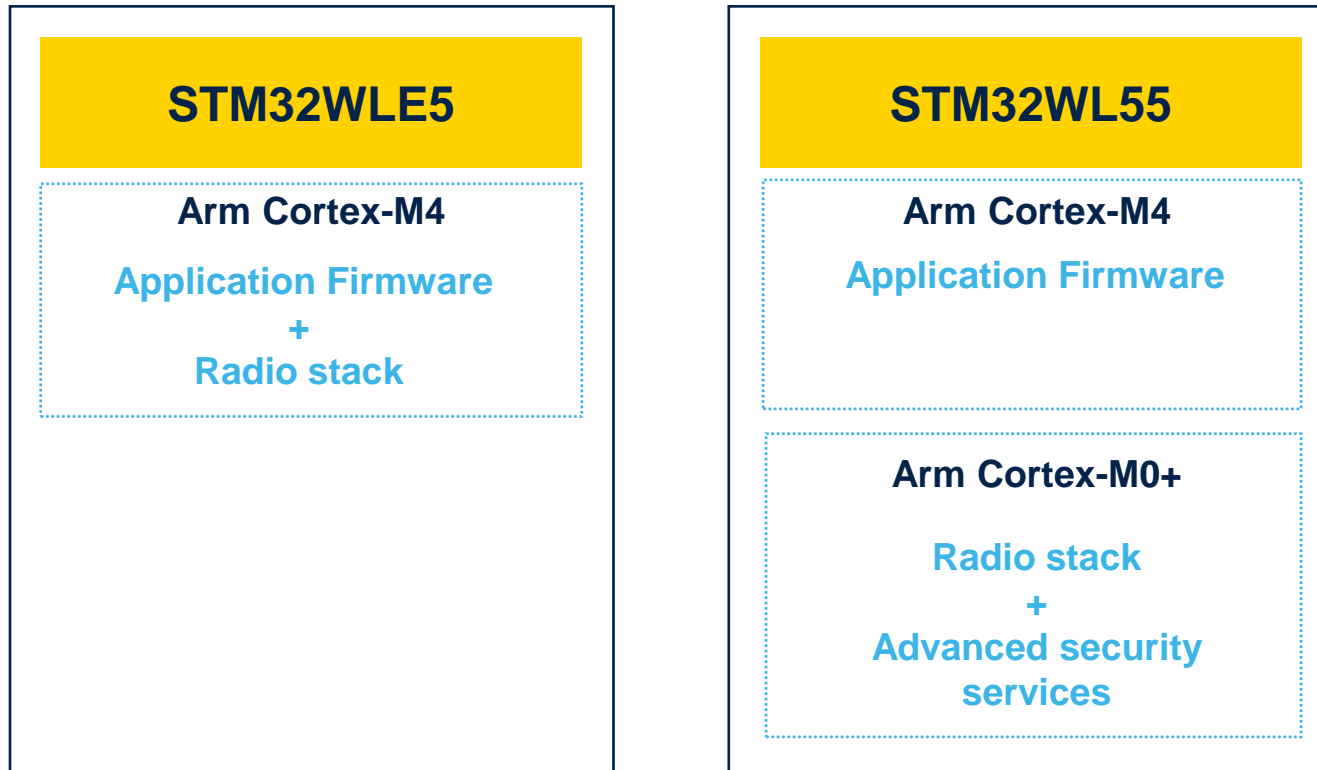 STM32WLE5
Arm Cortex-M4
Application Firmware
+
Radio stack
STM32WL55
Arm Cortex-M4
Application Firmware
Arm Cortex-M0+
Radio stack
+
Advanced security
services